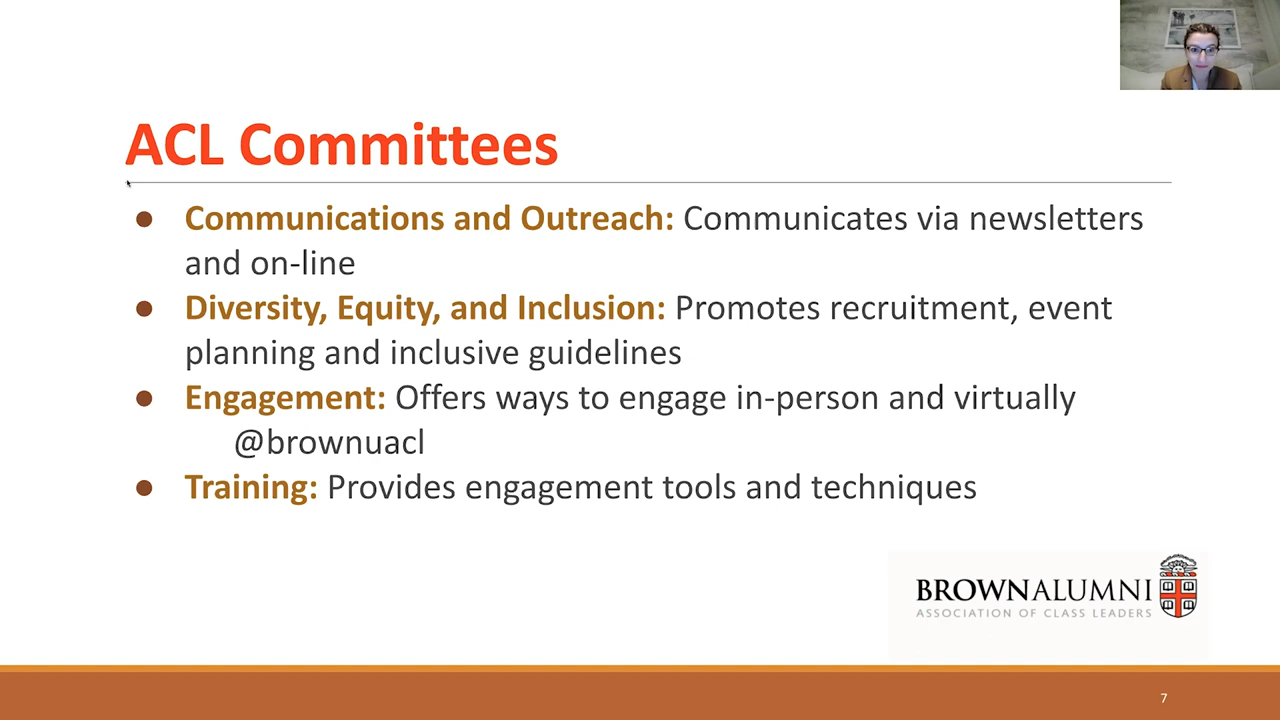 ACL Committees
● Communications and Outreach: Communicates via newsletters
and on-line
● Diversity, Equity, and Inclusion: Promotes recruitment, event
planning and inclusive guidelines
● Engagement: Offers ways to engage in-person and virtually
@brownuacl
● Training: Provides engagement tools and techniques
BROWNALUMNI
ASSOCIATION OF CLASS LEADERS
7